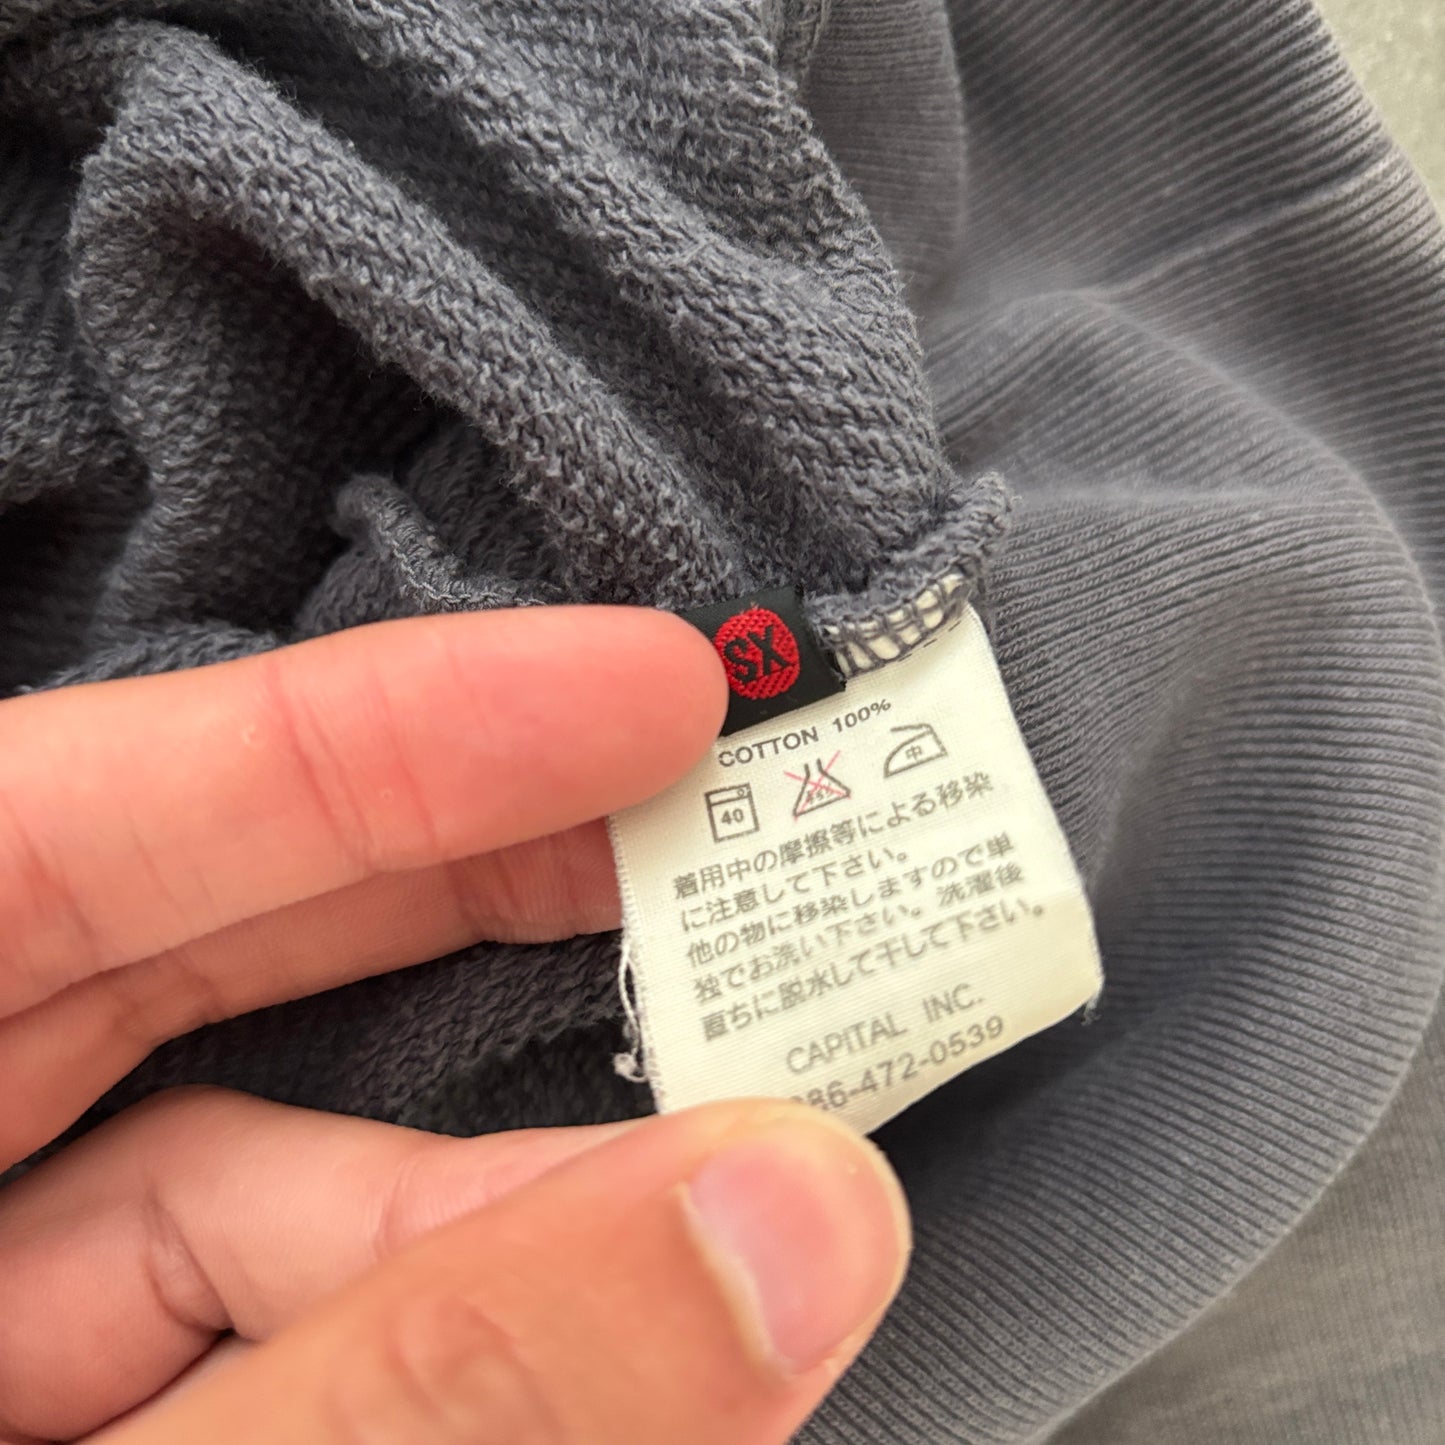 SX
COTTON 100%
40
中
着用中の摩擦等による移染
に注意して下さい。
他の物に移染しますので単
独でお洗い下さい。洗濯後
直ちに脱水して干して下さい。
CAPITAL INC.
086-472-0539